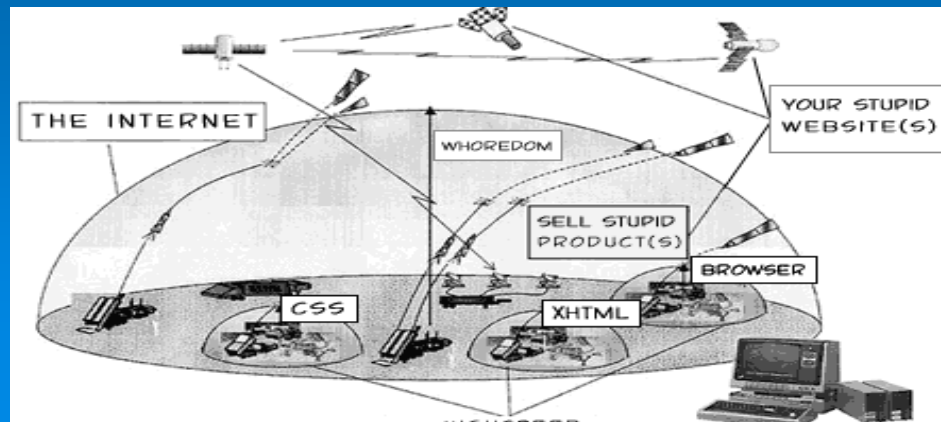 THE INTERNET
YOUR STUPID
WEBSITE(S)
WHOREDOM
SELL STUPID
PRODUCT(S)
BROWSER
CSS
XHTML